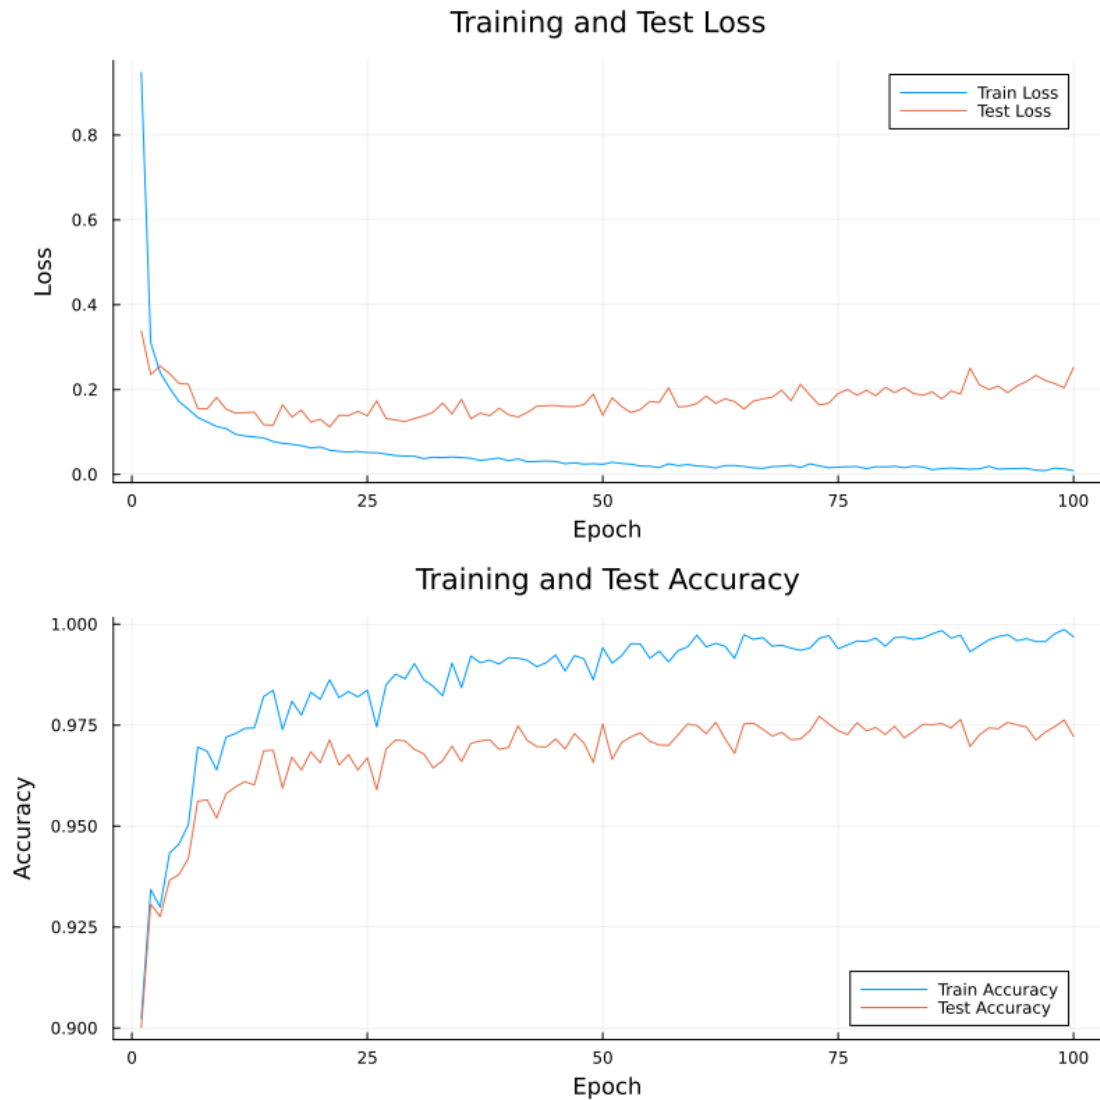 Training and Test Loss
Train Loss
Test Loss
Loss
0.8
0.6
0.4
0.2
0.0
0
25
50
75
100
Epoch
Training and Test Accuracy
Accuracy
1.000
0.975
0.950
0.925
0.900
Train Accuracy
Test Accuracy
0
25
50
75
100
Epoch